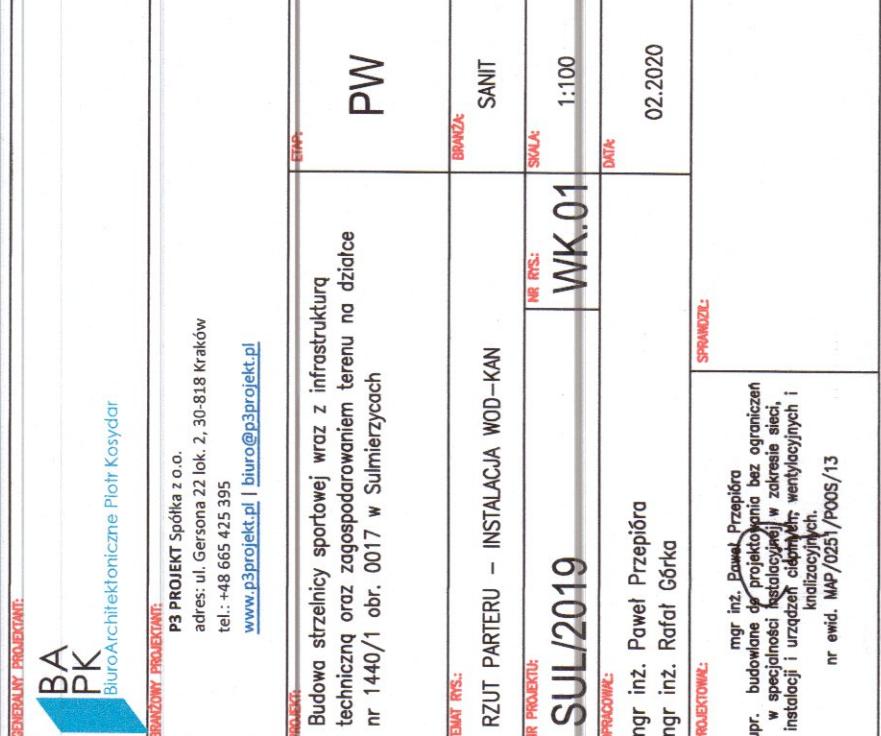 GENERALNY PROJEKTANT:
BA
PK
BiuroArchitektoniczne Piotr Kosydar
BRANŻOWY PROJEKTANT:
P3 PROJEKT Spółka z o.o.
adres: ul. Gersona 22 lok. 2, 30-818 Kraków
tel.: +48 665 425 395
www.p3projekt.pl | biuro@p3projekt.pl
PROJEKT:
Budowa strzelnicy sportowej wraz z infrastrukturą
techniczną oraz zagospodarowaniem terenu na działce
nr 1440/1 obr. 0017 w Sulmierzycach
ETAP:
PW
TEMAT RYS.:
RZUT PARTERU – INSTALACJA WOD–KAN
BRANŻA:
SANIT
NR PROJEKTU:
SUL/2019
NR RYS.:
WK.01
SKALA:
1:100
OPRACOWAŁ:
mgr inż. Paweł Przepióra
mgr inż. Rafał Górka
DATA:
02.2020
PROJEKTOWAŁ:
mgr inż. Paweł Przepióra
upr. budowlane do projektowania bez ograniczeń
w specjalności instalacyjnej w zakresie sieci,
instalacji i urządzeń cieplnych, wentylacyjnych i
knalizacyjnych.
nr ewid. MAP/0251/POOS/13
SPRAWDZIŁ: